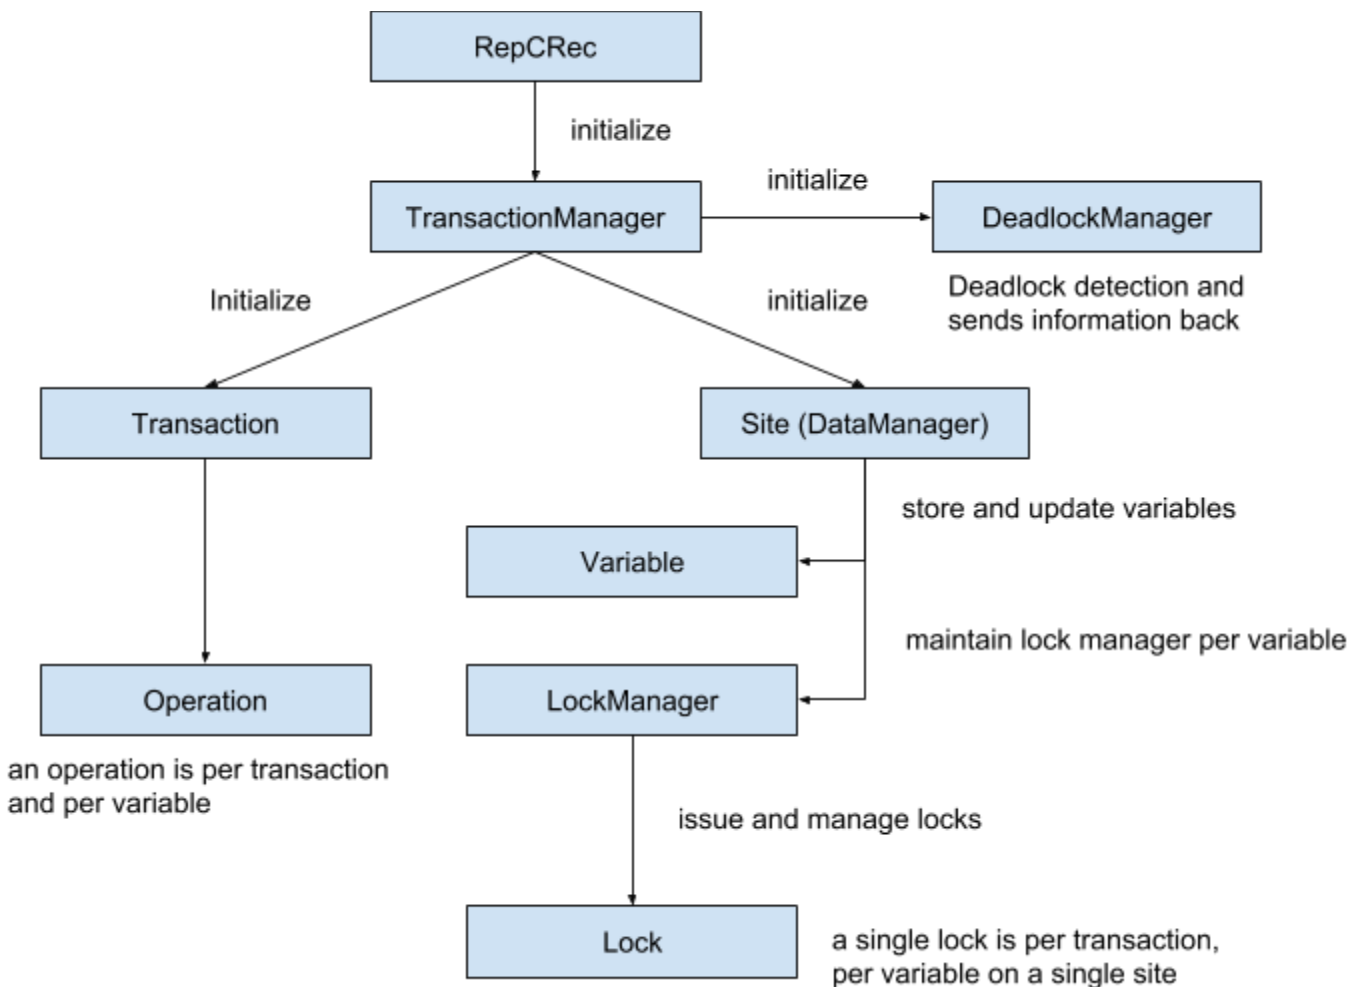 RepCRec
initialize
TransactionManager
initialize
DeadlockManager
Deadlock detection and
sends information back
Initialize
initialize
Transaction
Site (DataManager)
store and update variables
Variable
maintain lock manager per variable
Operation
LockManager
an operation is per transaction
and per variable
issue and manage locks
Lock
a single lock is per transaction,
per variable on a single site